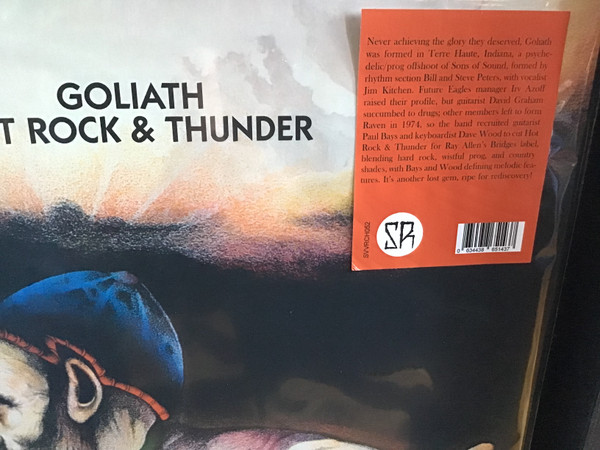 GOLIATH
T ROCK & THUNDER
Never achieving the glory they deserved, Goliath
was formed in Terre Haute, Indiana, a psyche-
delic/prog offshoot of Sons of Sound, formed by
rhythm section Bill and Steve Peters, with vocalist
Jim Kitchen. Future Eagles manager Irv Azoff
raised their profile, but guitarist David Graham
succumbed to drugs; other members left to form
Raven in 1974, so the band recruited guitarist
Paul Bays and keyboardist Dave Wood to cut Hot
Rock & Thunder for Ray Allen's Bridges label,
blending hard rock, wistful prog, and country
shades, with Bays and Wood defining melodic fea-
tures. It's another lost gem, ripe for rediscovery!
SR